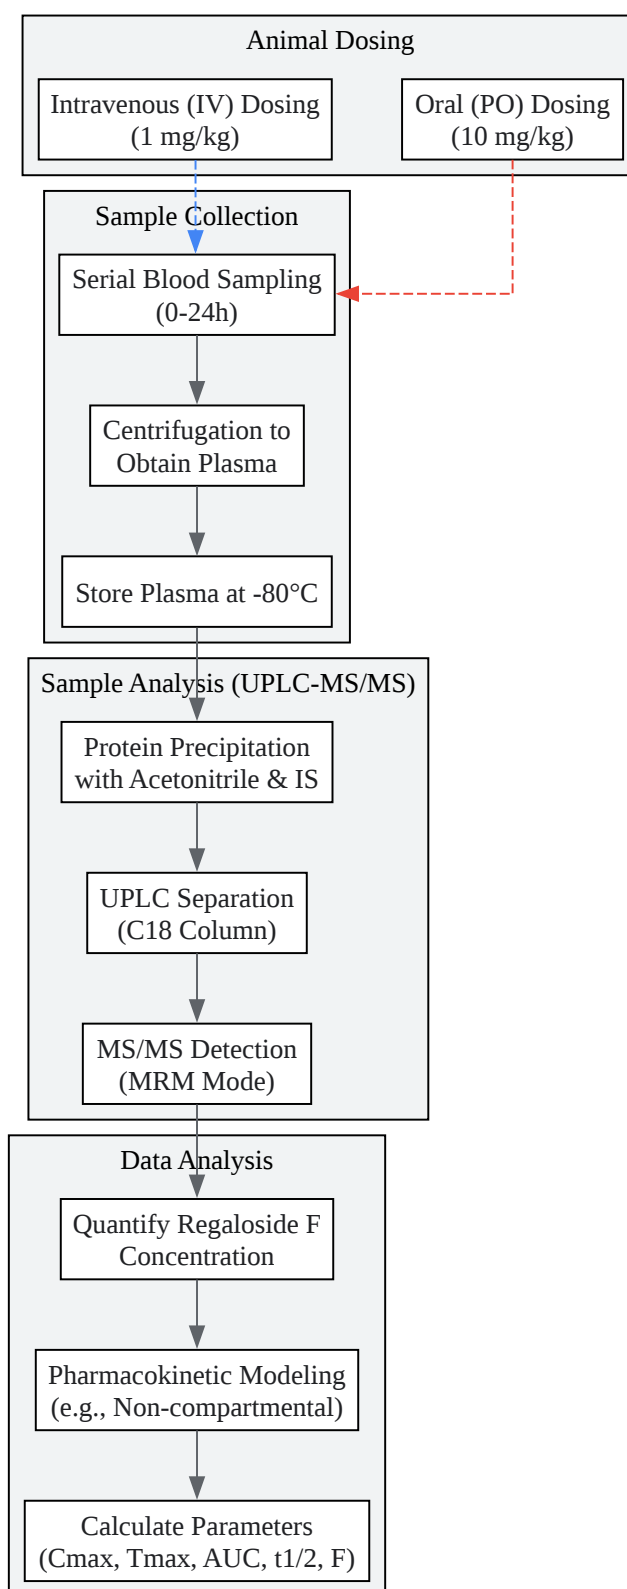 Animal Dosing
Intravenous (IV) Dosing
(1 mg/kg)
Oral (PO) Dosing
(10 mg/kg)
Sample Collection
Serial Blood Sampling
(0-24h)
Centrifugation to
Obtain Plasma
Store Plasma at -80°C
Sample Analysis (UPLC-MS/MS)
Protein Precipitation
with Acetonitrile & IS
UPLC Separation
(C18 Column)
MS/MS Detection
(MRM Mode)
Data Analysis
Quantify Regaloside F
Concentration
Pharmacokinetic Modeling
(e.g., Non-compartmental)
Calculate Parameters
(Cmax, Tmax, AUC, t1/2, F)